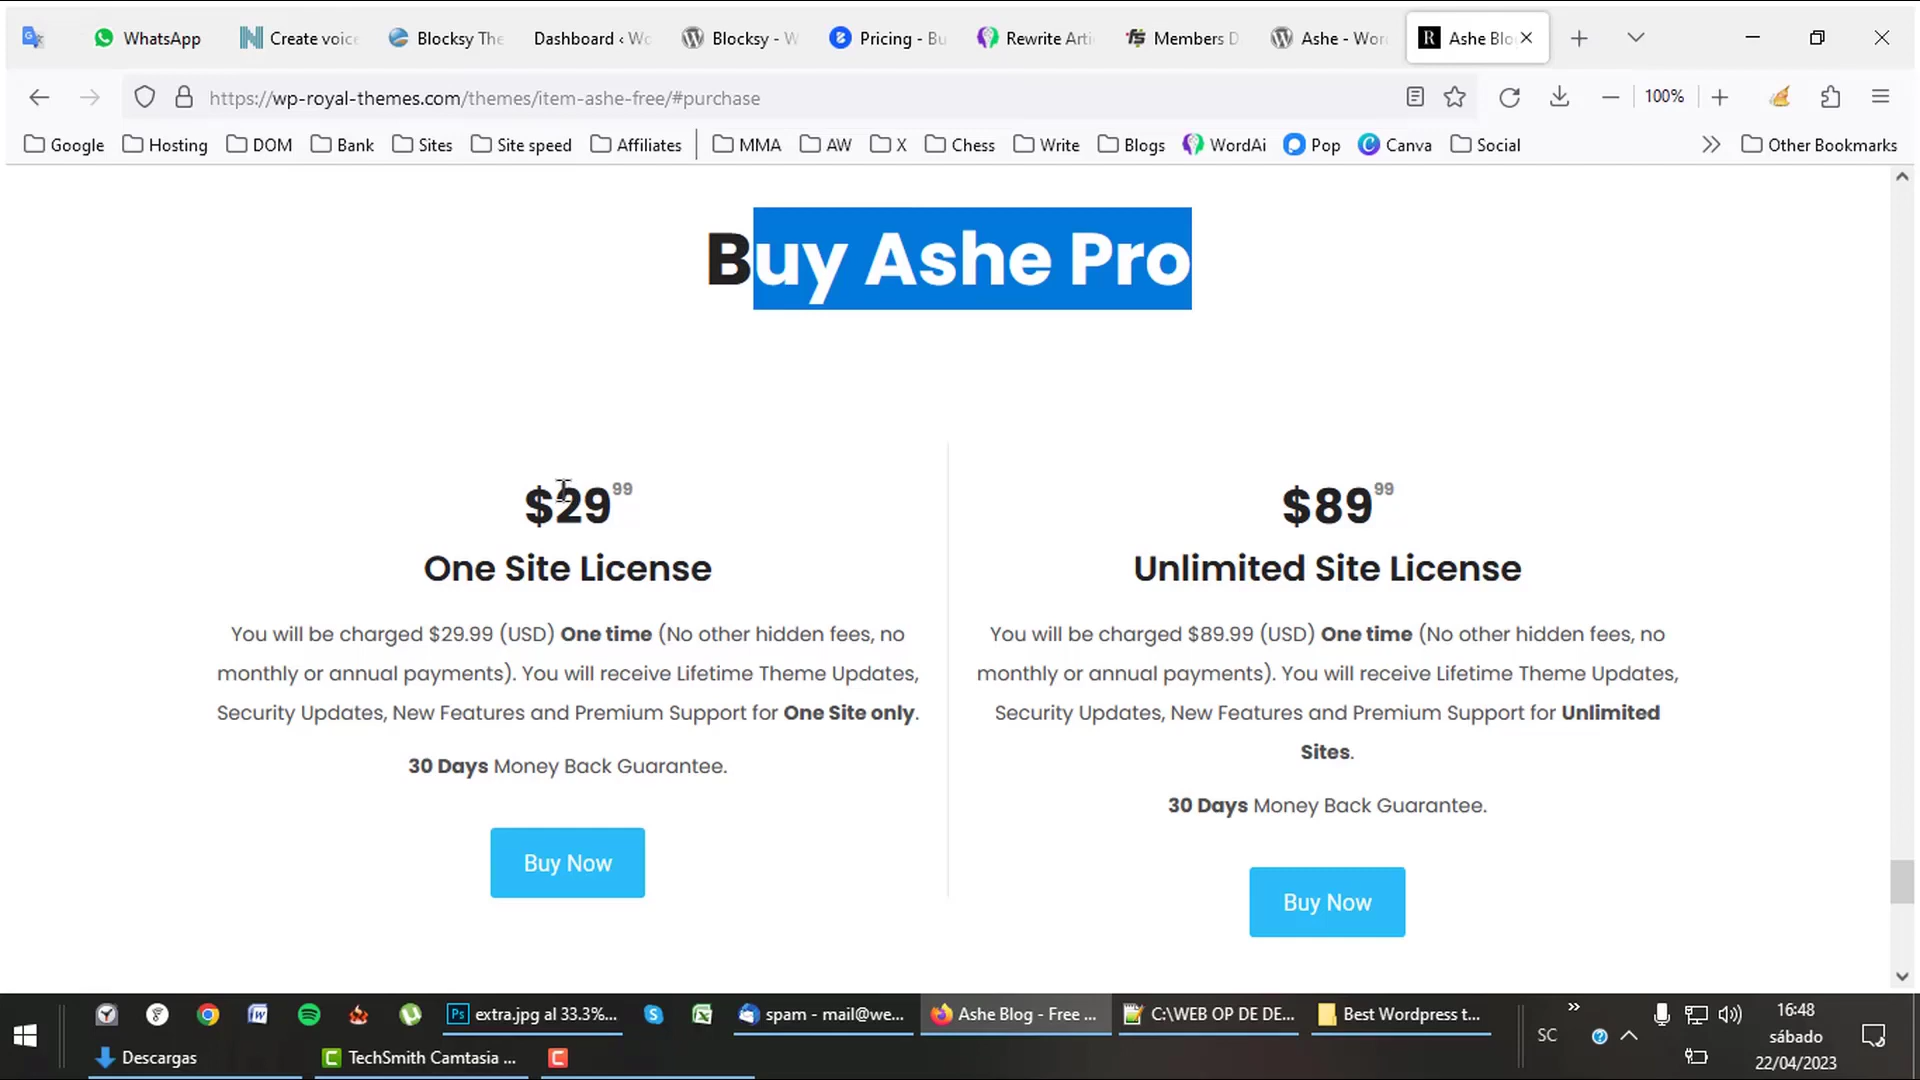 WhatsApp
Create voic
Blocksy The
Dashboard ‹ Wo
Blocksy - W
Pricing - Bu
Rewrite Arti
Members D
Ashe - Wor
R Ashe Blo
https://wp-royal-themes.com/themes/item-ashe-free/#purchase
100%
Google
Hosting
DOM
Bank
Sites
Site speed
Affiliates
MMA
AW
X
Chess
Write
Blogs
WordAi
Pop
Canva
Social
Other Bookmarks
Buy Ashe Pro
$29 99
One Site License
You will be charged $29.99 (USD) One time (No other hidden fees, no
monthly or annual payments). You will receive Lifetime Theme Updates,
Security Updates, New Features and Premium Support for One Site only.
30 Days Money Back Guarantee.
Buy Now
$89 99
Unlimited Site License
You will be charged $89.99 (USD) One time (No other hidden fees, no
monthly or annual payments). You will receive Lifetime Theme Updates,
Security Updates, New Features and Premium Support for Unlimited
Sites.
30 Days Money Back Guarantee.
Buy Now
Ps extra.jpg al 33.3%...
spam - mail@we...
Ashe Blog - Free ...
C:\WEB OP DE DE...
Best Wordpress t...
SC
16:48
sábado
22/04/2023
Descargas
TechSmith Camtasia ...